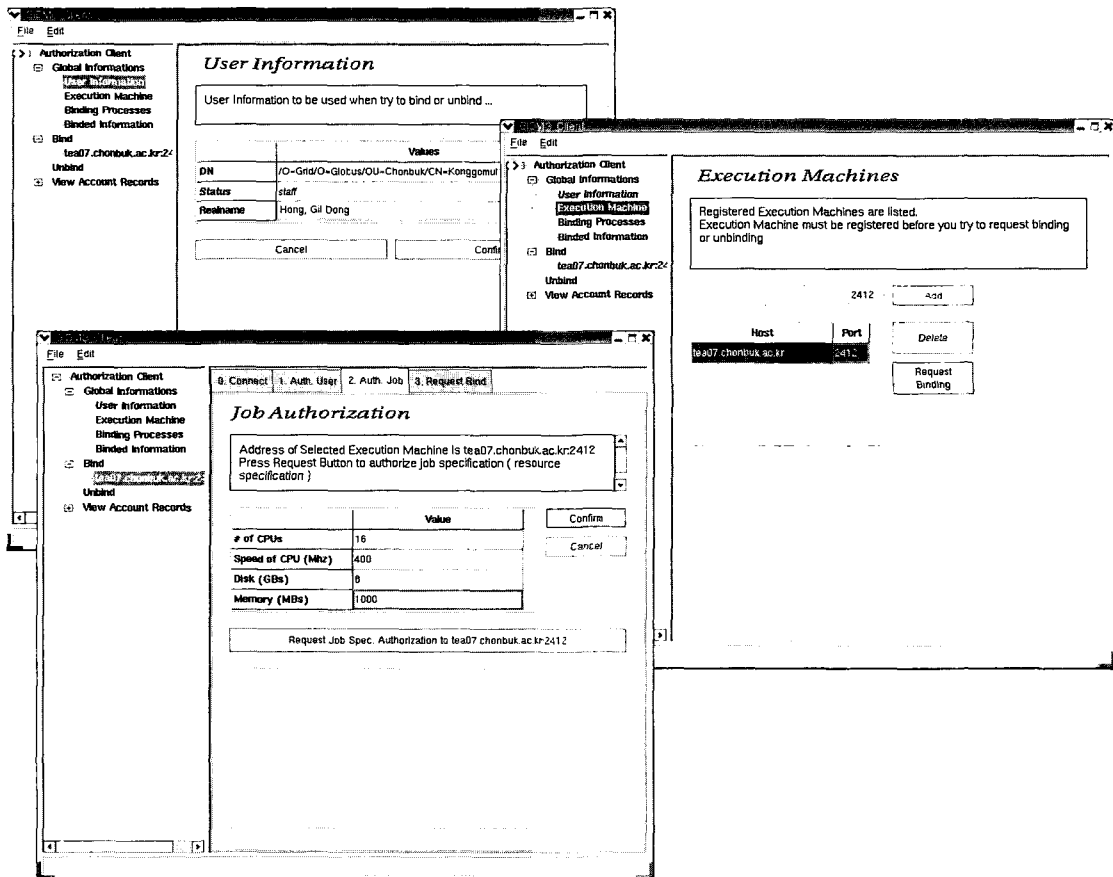 File Edit
Authorization Client
Global Informations
User Information
Execution Machine
Binding Processes
Binded Information
Bind
tea07.chonbuk.ac.kr:24
Unbind
View Account Records
User Information
User Information to be used when try to bind or unbind ...
Values
DN /O=Grid/O=Globus/OU=Chonbuk/CN=Konggomul
Status staff
Realname Hong, Gil Dong
Cancel
Confir
Client
File Edit
Authorization Client
Global Informations
User Information
Execution Machine
Binding Processes
Binded Information
Bind
tea07.chonbuk.ac.kr:24
Unbind
View Account Records
Execution Machines
Registered Execution Machines are listed.
Execution Machine must be registered before you try to request binding
or unbinding
2412 Add
Host Port
tea07.chonbuk.ac.kr 2412
Delete
Request
Binding
File Edit
Authorization Client
Global Informations
User Information
Execution Machine
Binding Processes
Binded Information
Bind
tea07.chonbuk.ac.kr:2
Unbind
View Account Records
0. Connect 1. Auth. User 2. Auth. Job 3. Request Bind
Job Authorization
Address of Selected Execution Machine is tea07.chonbuk.ac.kr:2412
Press Request Button to authorize job specification ( resource
specification )
Value
# of CPUs 16
Speed of CPU (Mhz) 400
Disk (GBs)
Memory (MBs) 1000
Confirm
Cancel
Request Job Spec. Authorization to tea07.chonbuk.ac.kr:2412